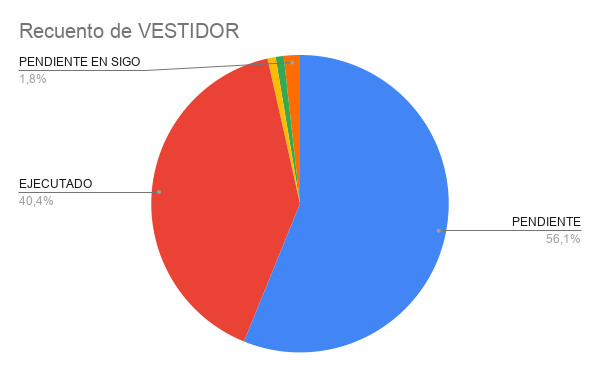 Recuento de VESTIDOR
PENDIENTE EN SIGO
1,8%
EJECUTADO
40,4%
PENDIENTE
56,1%